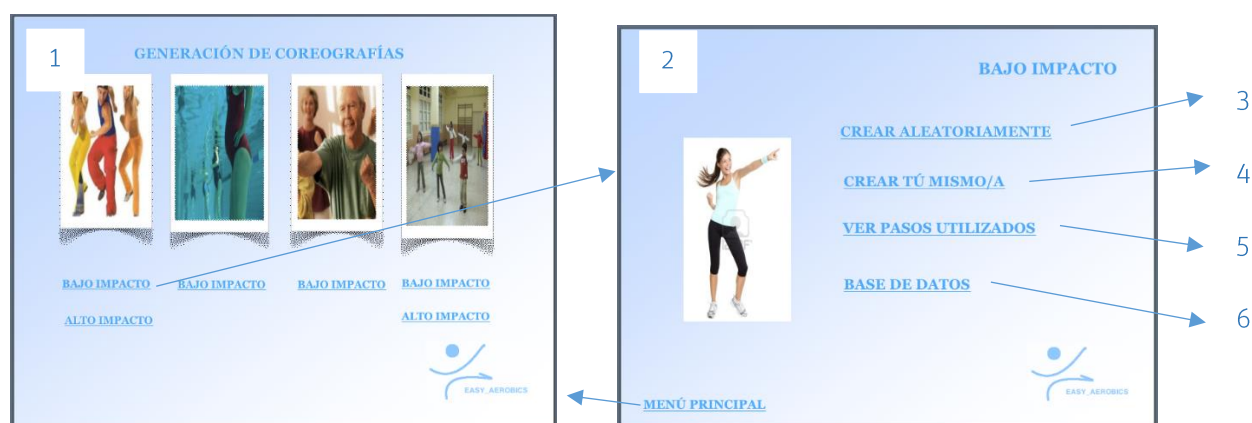 1
GENERACIÓN DE COREOGRAFÍAS
BAJO IMPACTO
BAJO IMPACTO
BAJO IMPACTO
BAJO IMPACTO
ALTO IMPACTO
ALTO IMPACTO
EASY_AEROBICS
2
BAJO IMPACTO
CREAR ALEATORIAMENTE
3
CREAR TÚ MISMO/A
4
VER PASOS UTILIZADOS
5
BASE DE DATOS
6
EASY_AEROBICS
MENÚ PRINCIPAL